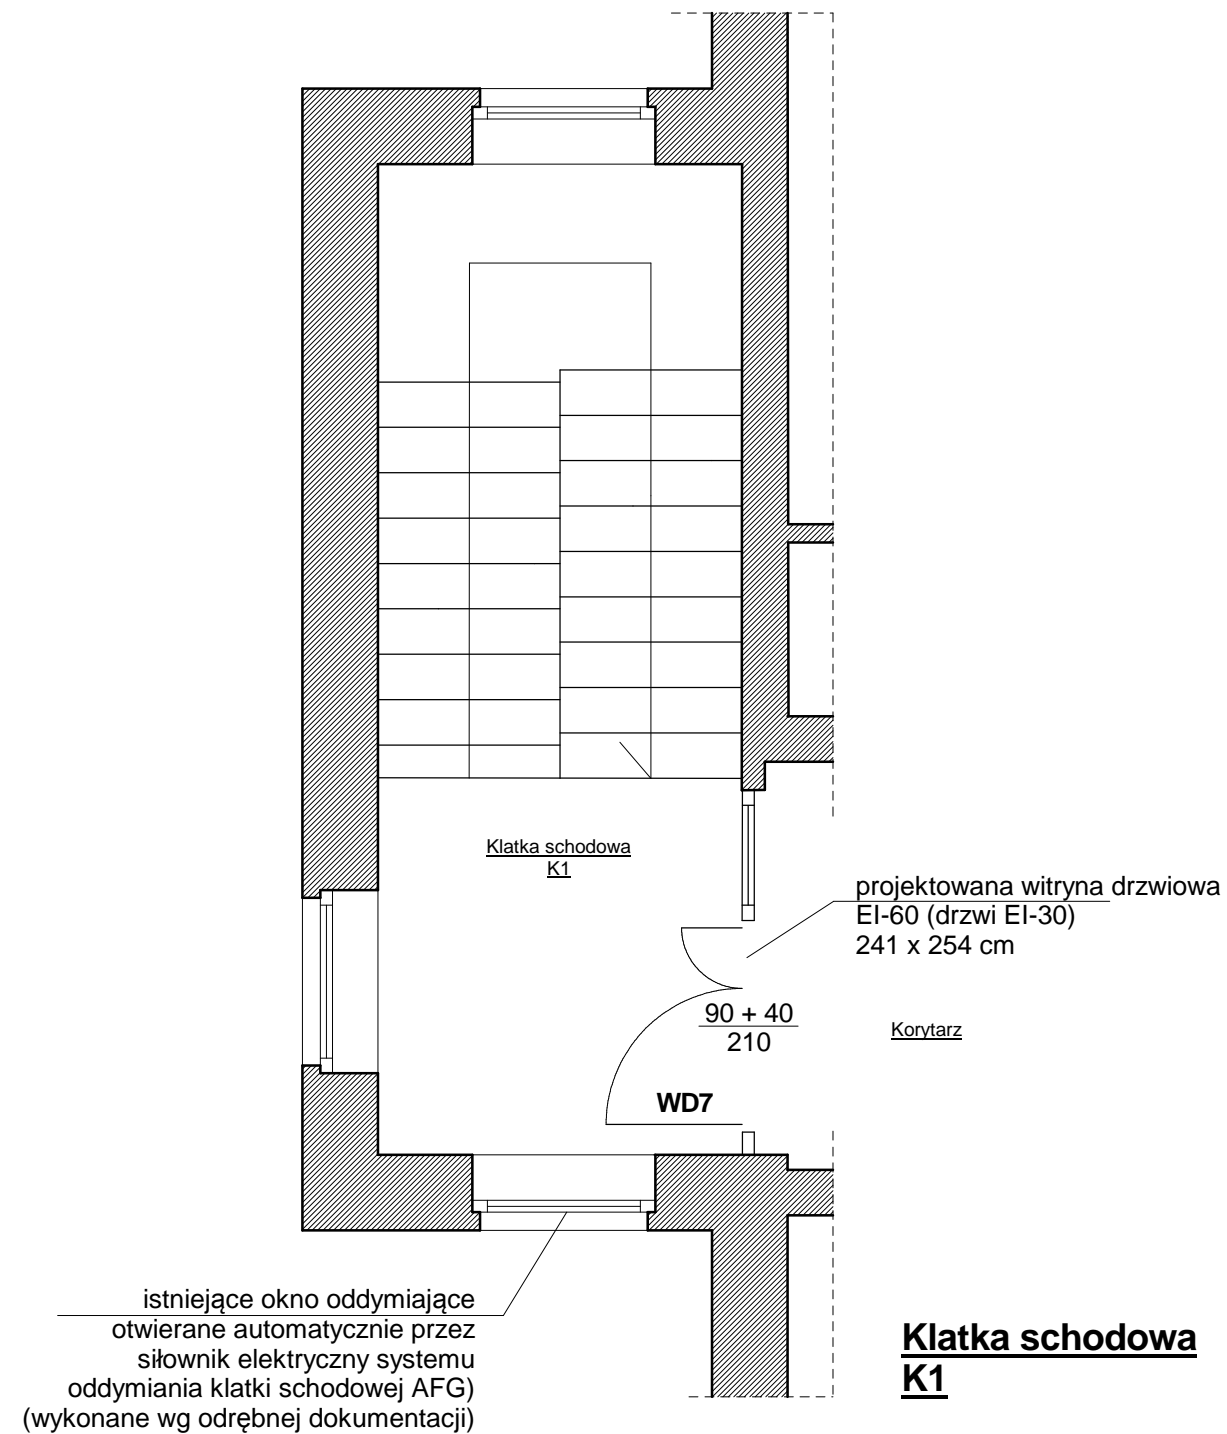 Klatka schodowa
K1
projektowana witryna drzwiowa
EI-60 (drzwi EI-30)
241 x 254 cm
90 + 40
210
Korytarz
WD7
istniejące okno oddymiające
otwierane automatycznie przez
siłownik elektryczny systemu
oddymiania klatki schodowej AFG)
(wykonane wg odrębnej dokumentacji)
Klatka schodowa
K1